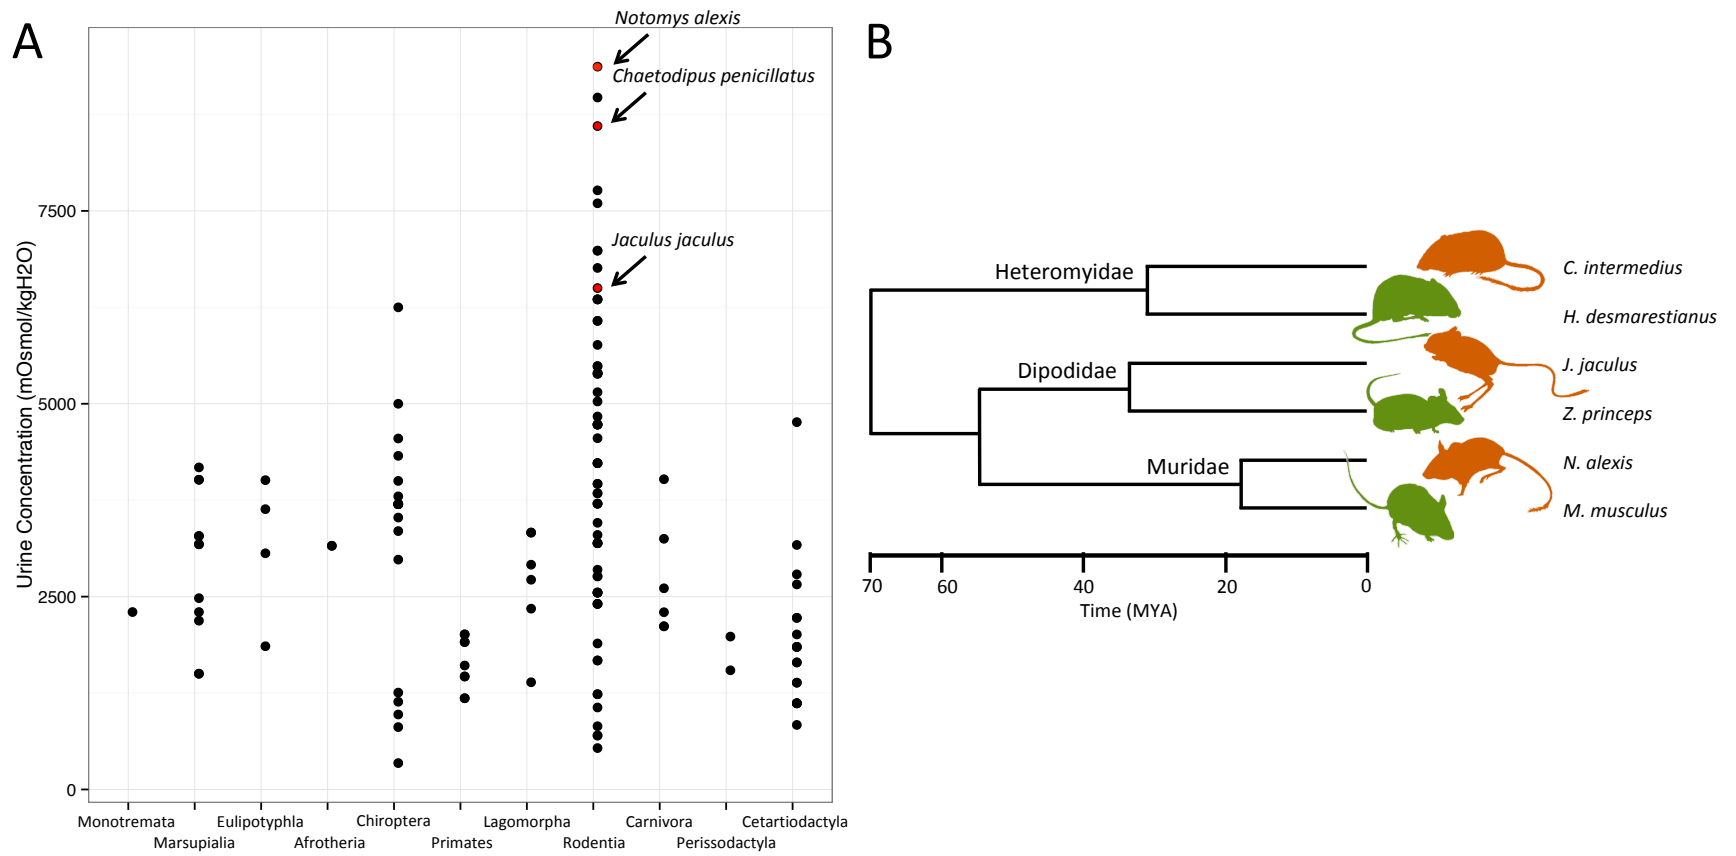 A
Notomys alexis
Chaetodipus penicillatus
Jaculus jaculus
Urine Concentration (mOsmol/kgH2O)
7500
5000
2500
0
Monotremata
Marsupialia
Eulipotyphla
Afrotheria
Chiroptera
Primates
Lagomorpha
Rodentia
Carnivora
Perissodactyla
Cetartiodactyla
B
Heteromyidae
Dipodidae
Muridae
C. intermedius
H. desmarestianus
J. jaculus
Z. princeps
N. alexis
M. musculus
70 60 40 20 0
Time (MYA)